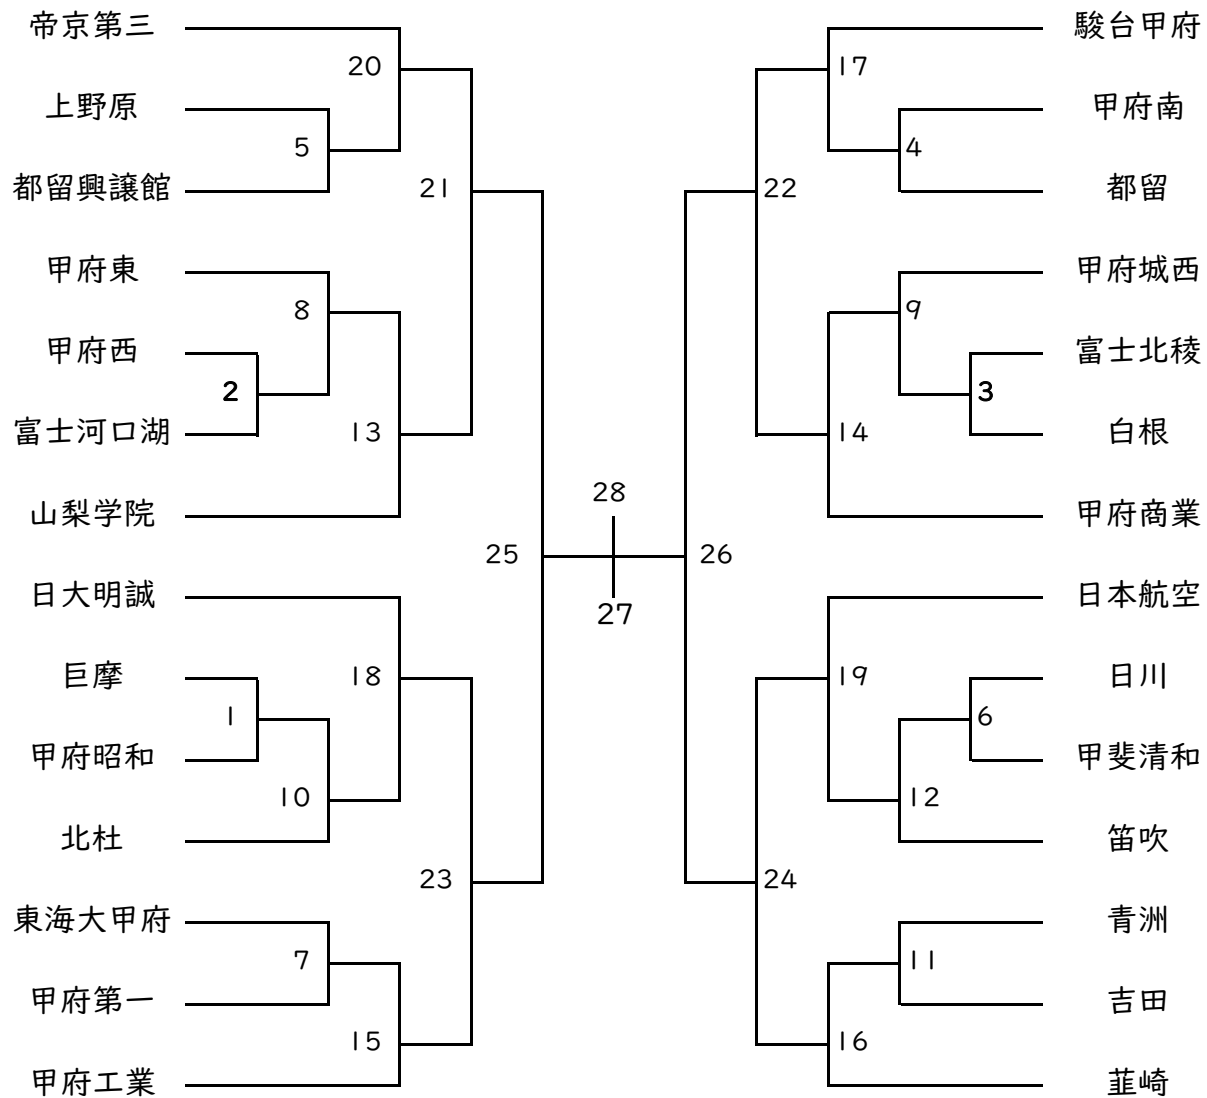 帝京第三
20
上野原
5
都留興譲館
21
甲府東
8
甲府西
2
富士河口湖
13
山梨学院
25
日大明誠
巨摩
18
1
甲府昭和
10
北杜
23
東海大甲府
7
甲府第一
15
甲府工業
28
27
駿台甲府
17
甲府南
4
都留
22
甲府城西
9
富士北稜
3
白根
14
甲府商業
26
日本航空
日川
19
6
甲斐清和
12
笛吹
24
青洲
11
吉田
16
韮崎